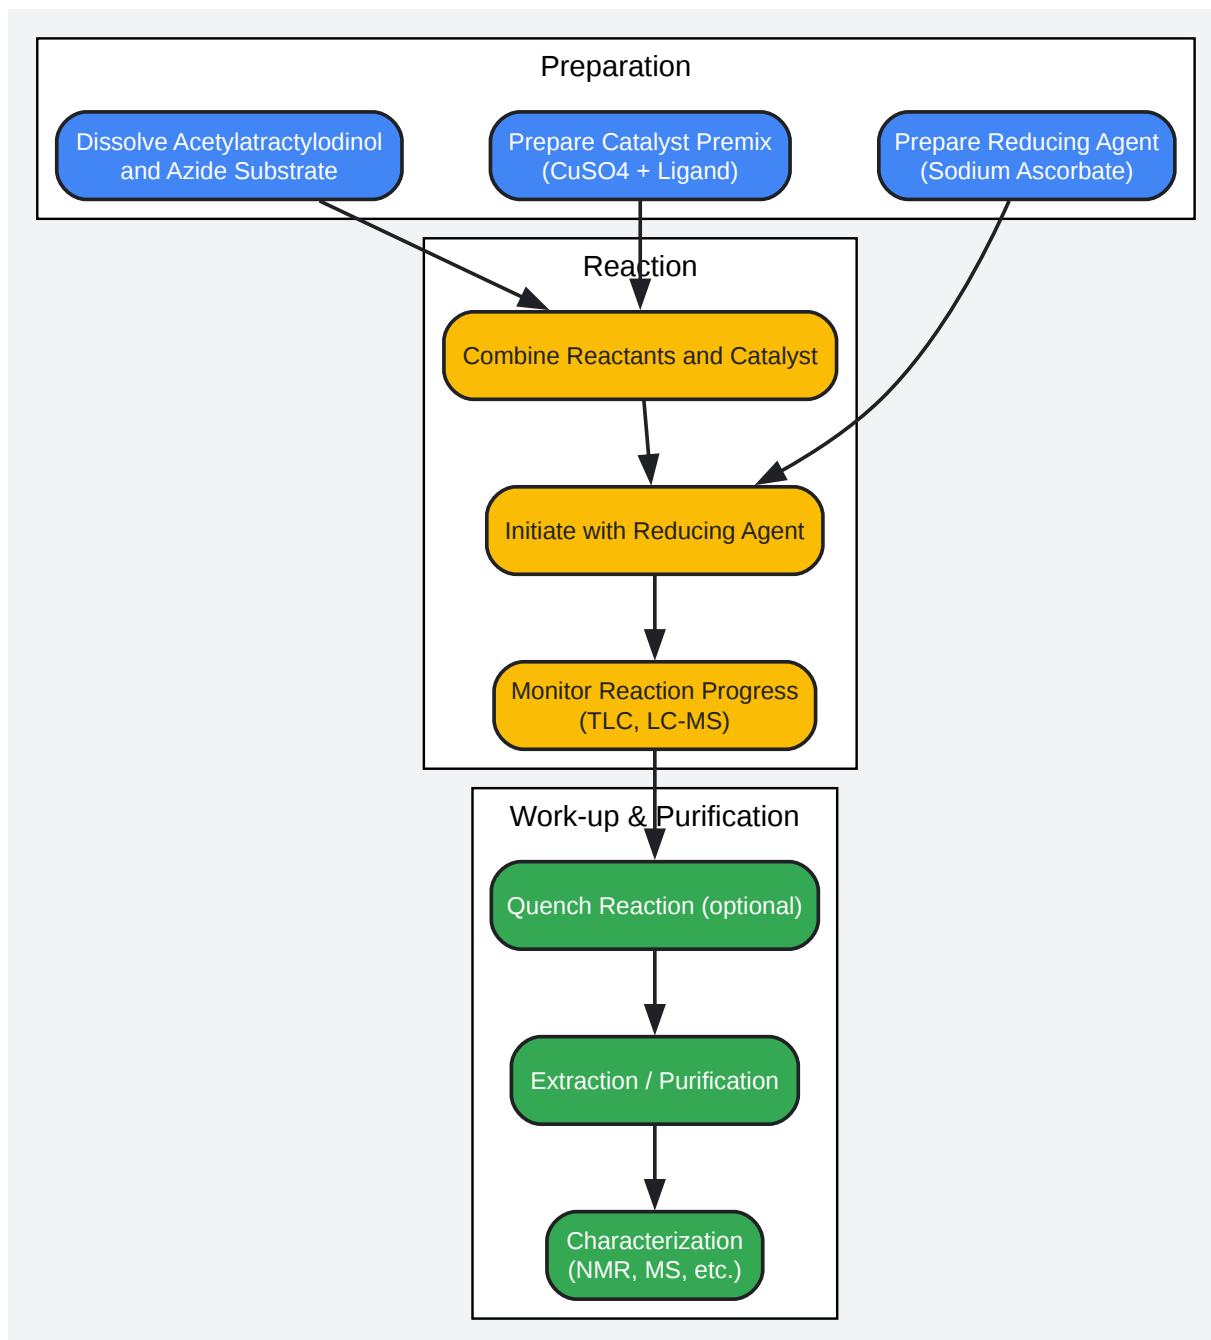 Preparation
Dissolve Acetylatractylodinol
and Azide Substrate
Prepare Catalyst Premix
(CuSO4 + Ligand)
Prepare Reducing Agent
(Sodium Ascorbate)
Reaction
Combine Reactants and Catalyst
Initiate with Reducing Agent
Monitor Reaction Progress
(TLC, LC-MS)
Work-up & Purification
Quench Reaction (optional)
Extraction / Purification
Characterization
(NMR, MS, etc.)